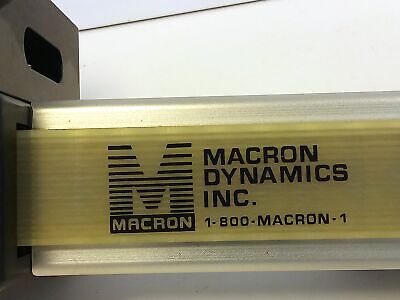 M
MACRON
MACRON
DYNAMICS
INC.
1-800-MACRON-1